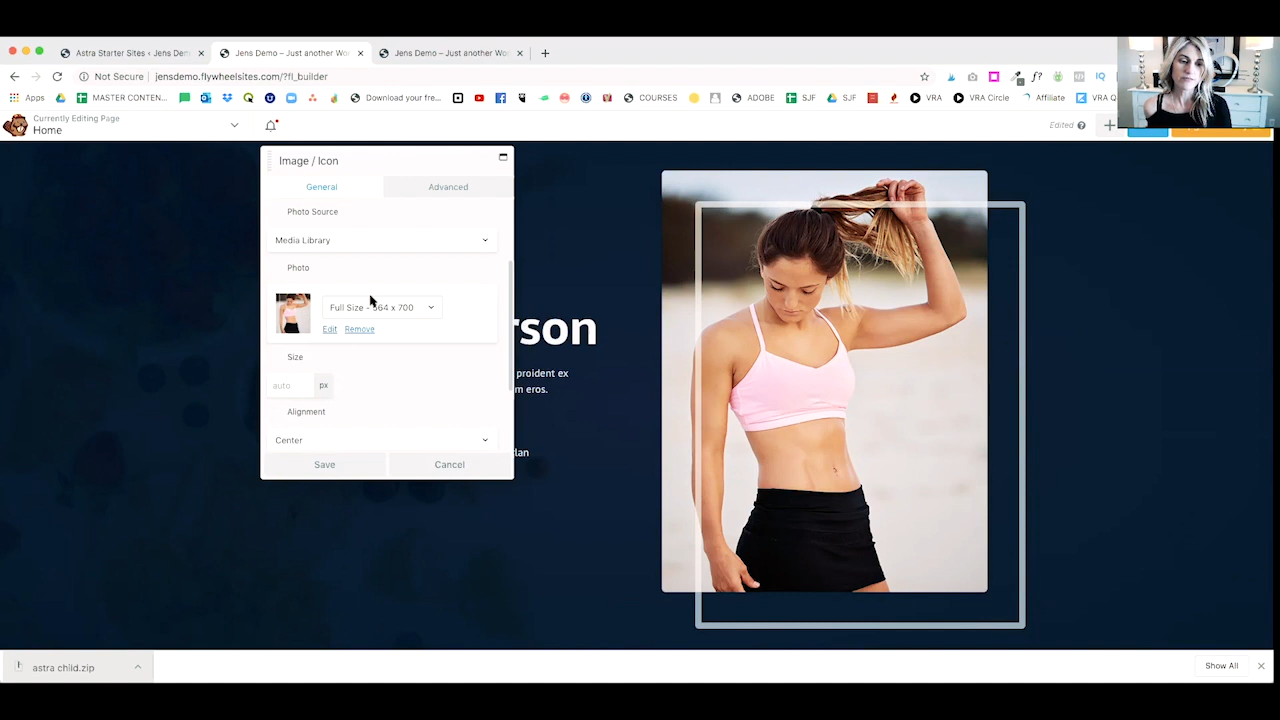 Astra Starter Sites ‹ Jens Dem
Jens Demo – Just another Wo
Jens Demo – Just another Wo
Not Secure
jensdemo.flywheelsites.com/?fl_builder
Apps
MASTER CONTEN...
Download your fre...
COURSES
ADOBE
SJF
SJF
VRA
VRA Circle
Affiliate
VRA Q
Currently Editing Page
Home
Edited
Image / Icon
General
Advanced
Photo Source
Media Library
Photo
Full Size - 564 x 700
Edit
Remove
Size
auto
px
Alignment
Center
Save
Cancel
rson
proident ex
m eros.
lan
astra child.zip
Show All